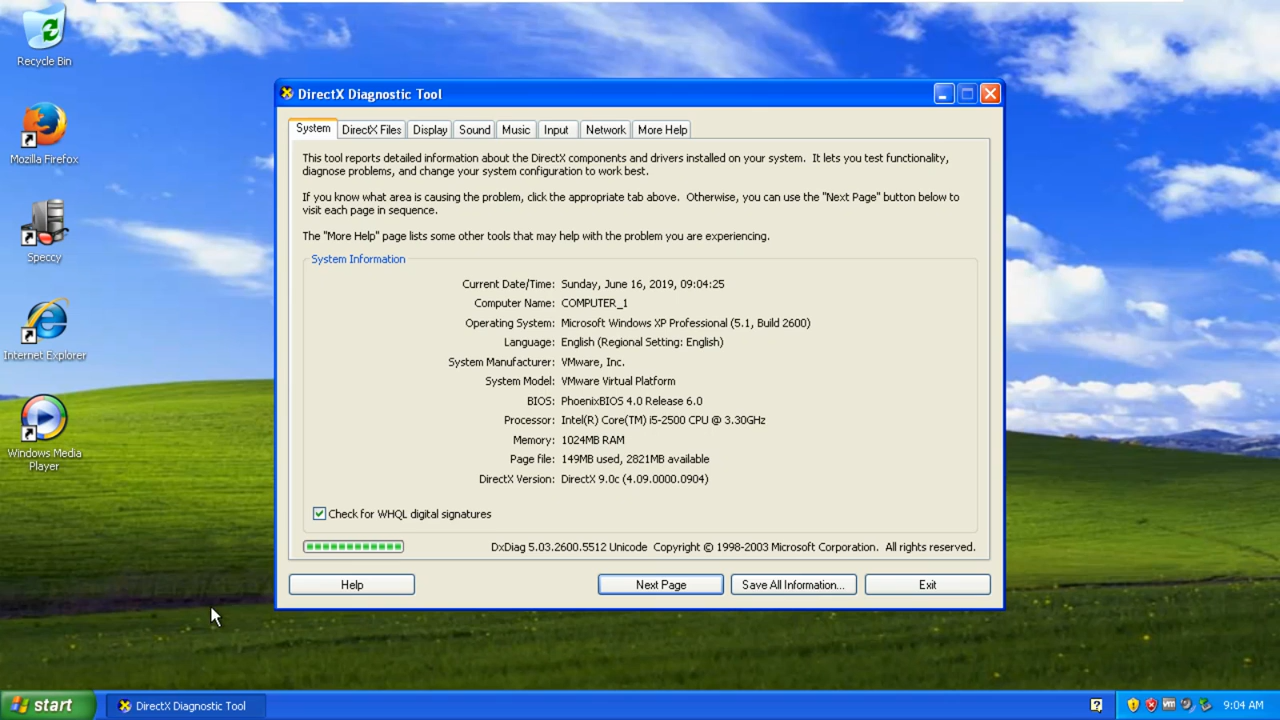 Recycle Bin
Mozilla Firefox
Speccy
Internet Explorer
Windows Media
Player
DirectX Diagnostic Tool
System
DirectX Files
Display
Sound
Music
Input
Network
More Help
This tool reports detailed information about the DirectX components and drivers installed on your system. It lets you test functionality,
diagnose problems, and change your system configuration to work best.
If you know what area is causing the problem, click the appropriate tab above. Otherwise, you can use the "Next Page" button below to
visit each page in sequence.
The "More Help" page lists some other tools that may help with the problem you are experiencing.
System Information
Current Date/Time: Sunday, June 16, 2019, 09:04:25
Computer Name: COMPUTER_1
Operating System: Microsoft Windows XP Professional (5.1, Build 2600)
Language: English (Regional Setting: English)
System Manufacturer: VMware, Inc.
System Model: VMware Virtual Platform
BIOS: PhoenixBIOS 4.0 Release 6.0
Processor: Intel(R) Core(TM) i5-2500 CPU @ 3.30GHz
Memory: 1024MB RAM
Page file: 149MB used, 2821MB available
DirectX Version: DirectX 9.0c (4.09.0000.0904)
Check for WHQL digital signatures
DxDiag 5.03.2600.5512 Unicode Copyright © 1998-2003 Microsoft Corporation. All rights reserved.
Help
Next Page
Save All Information...
Exit
start
DirectX Diagnostic Tool
9:04 AM